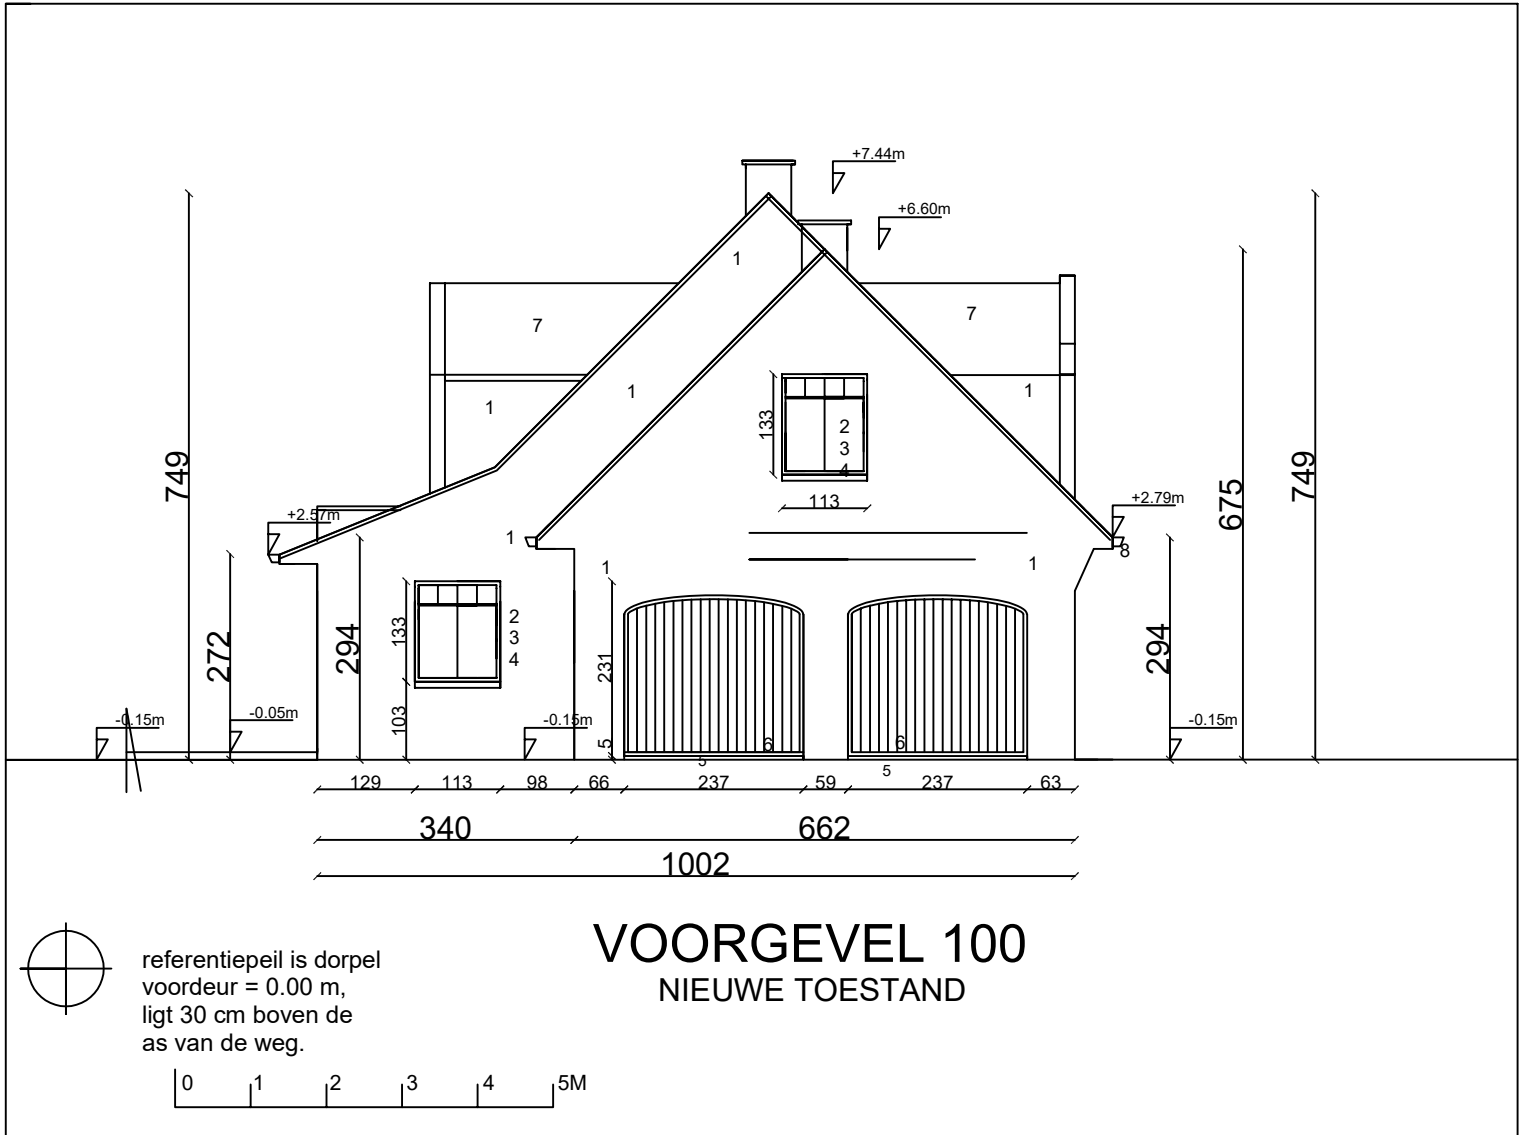 +7.44m
+6.60m
1
7
7
1
1
1
133
2
3
4
113
749
749
675
+2.57m
+2.79m
1
8
1
1
272
294
133
2
3
4
103
231
5
294
-0.15m
-0.05m
-0.15m
-0.15m
6
6
5
5
129 113 98 66 237 59 237 63
340 662
1002
VOORGEVEL 100
NIEUWE TOESTAND
referentiepeil is dorpel
voordeur = 0.00 m,
ligt 30 cm boven de
as van de weg.
0 1 2 3 4 5M